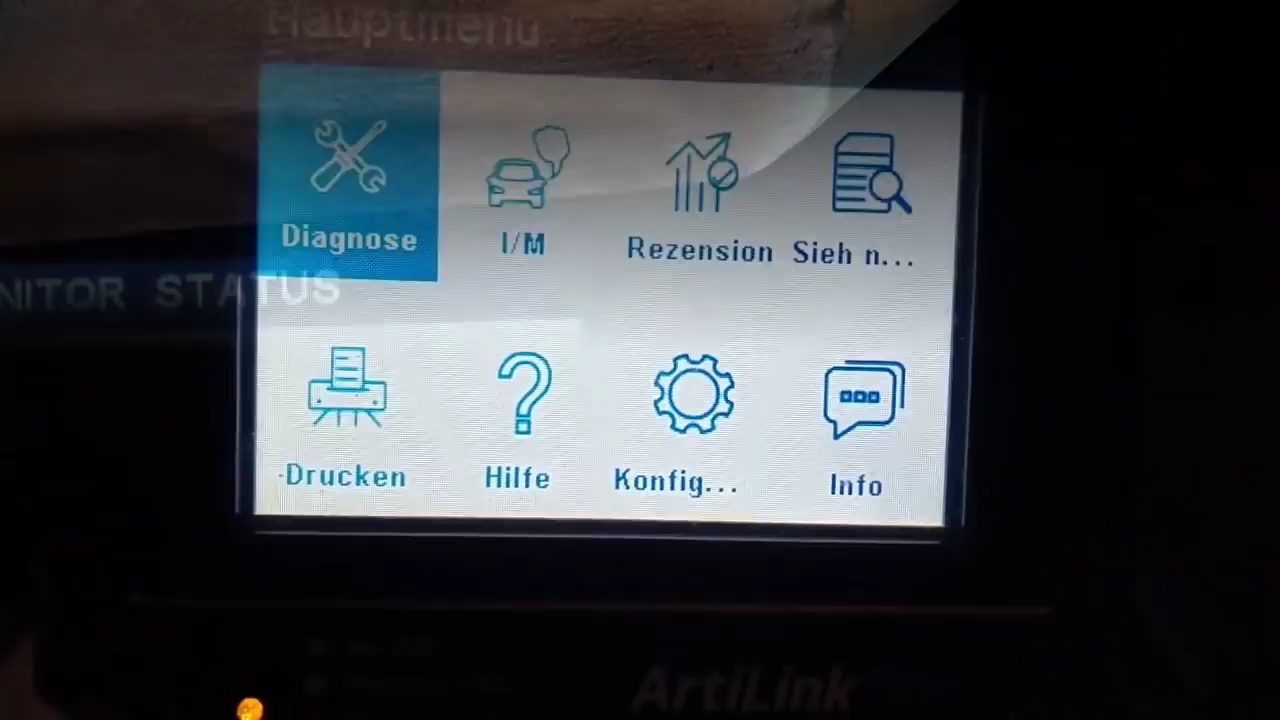 Hauptmenü
Diagnose
I/M
Rezension
Sieh n...
NITOR STATUS
Drucken
Hilfe
Konfig...
Info
ArtiLink